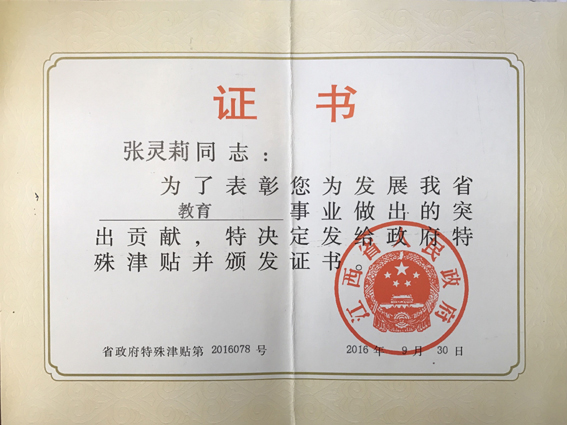 证书
张灵莉同志：
为了表彰您为发展我省
教育事业做出的突
出贡献，特决定发给政府特
殊津贴并颁发证书。
江西省人民政府
省政府特殊津贴第 2016078 号
2016 年 9 月 30 日